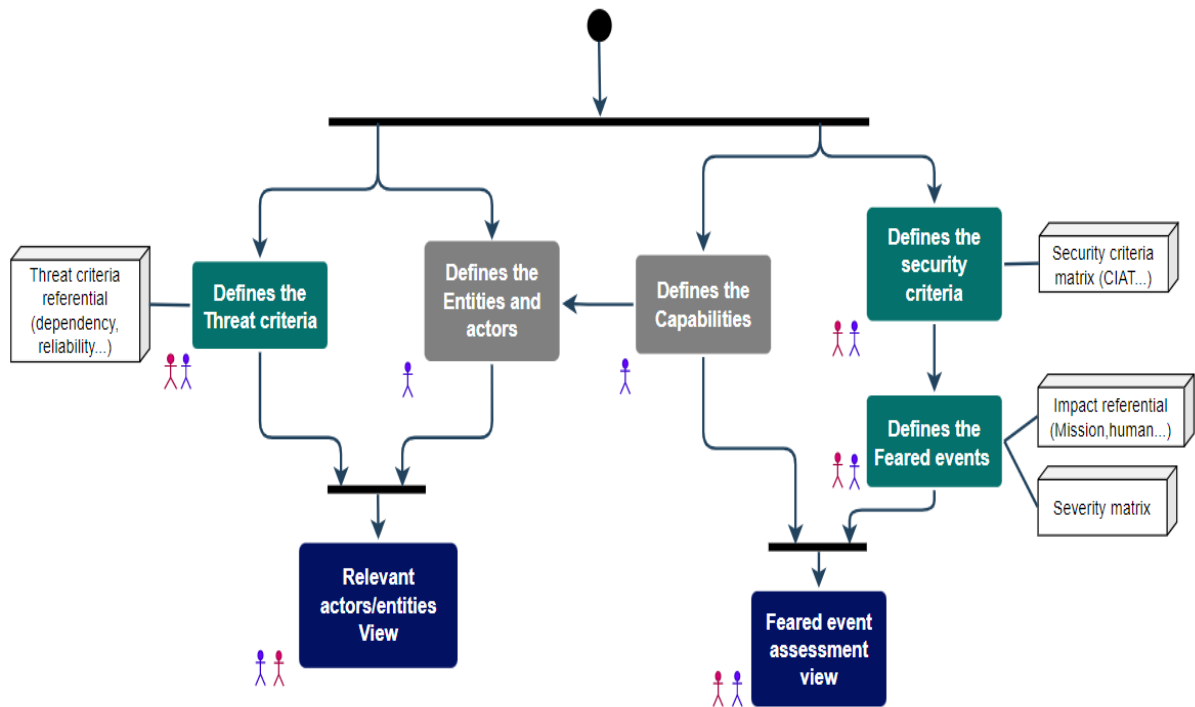 Threat criteria
referential
(dependency,
reliability...)
Defines the
Threat criteria
Defines the
Entities and
actors
Defines the
Capabilities
Defines the
security
criteria
Security criteria
matrix (CIAT...)
Defines the
Feared events
Impact referential
(Mission,human...)
Severity matrix
Relevant
actors/entities
View
Feared event
assessment
view